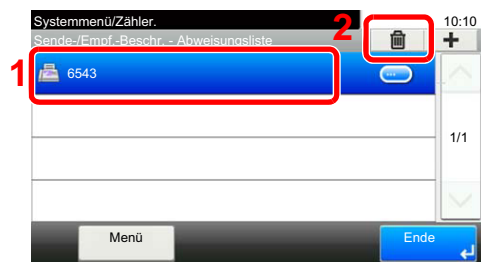 Systemmenü/Zähler.
10:10
Sende-/Empf.-Beschr. - Abweisungsliste
2
1
6543
1/1
Menü
Ende